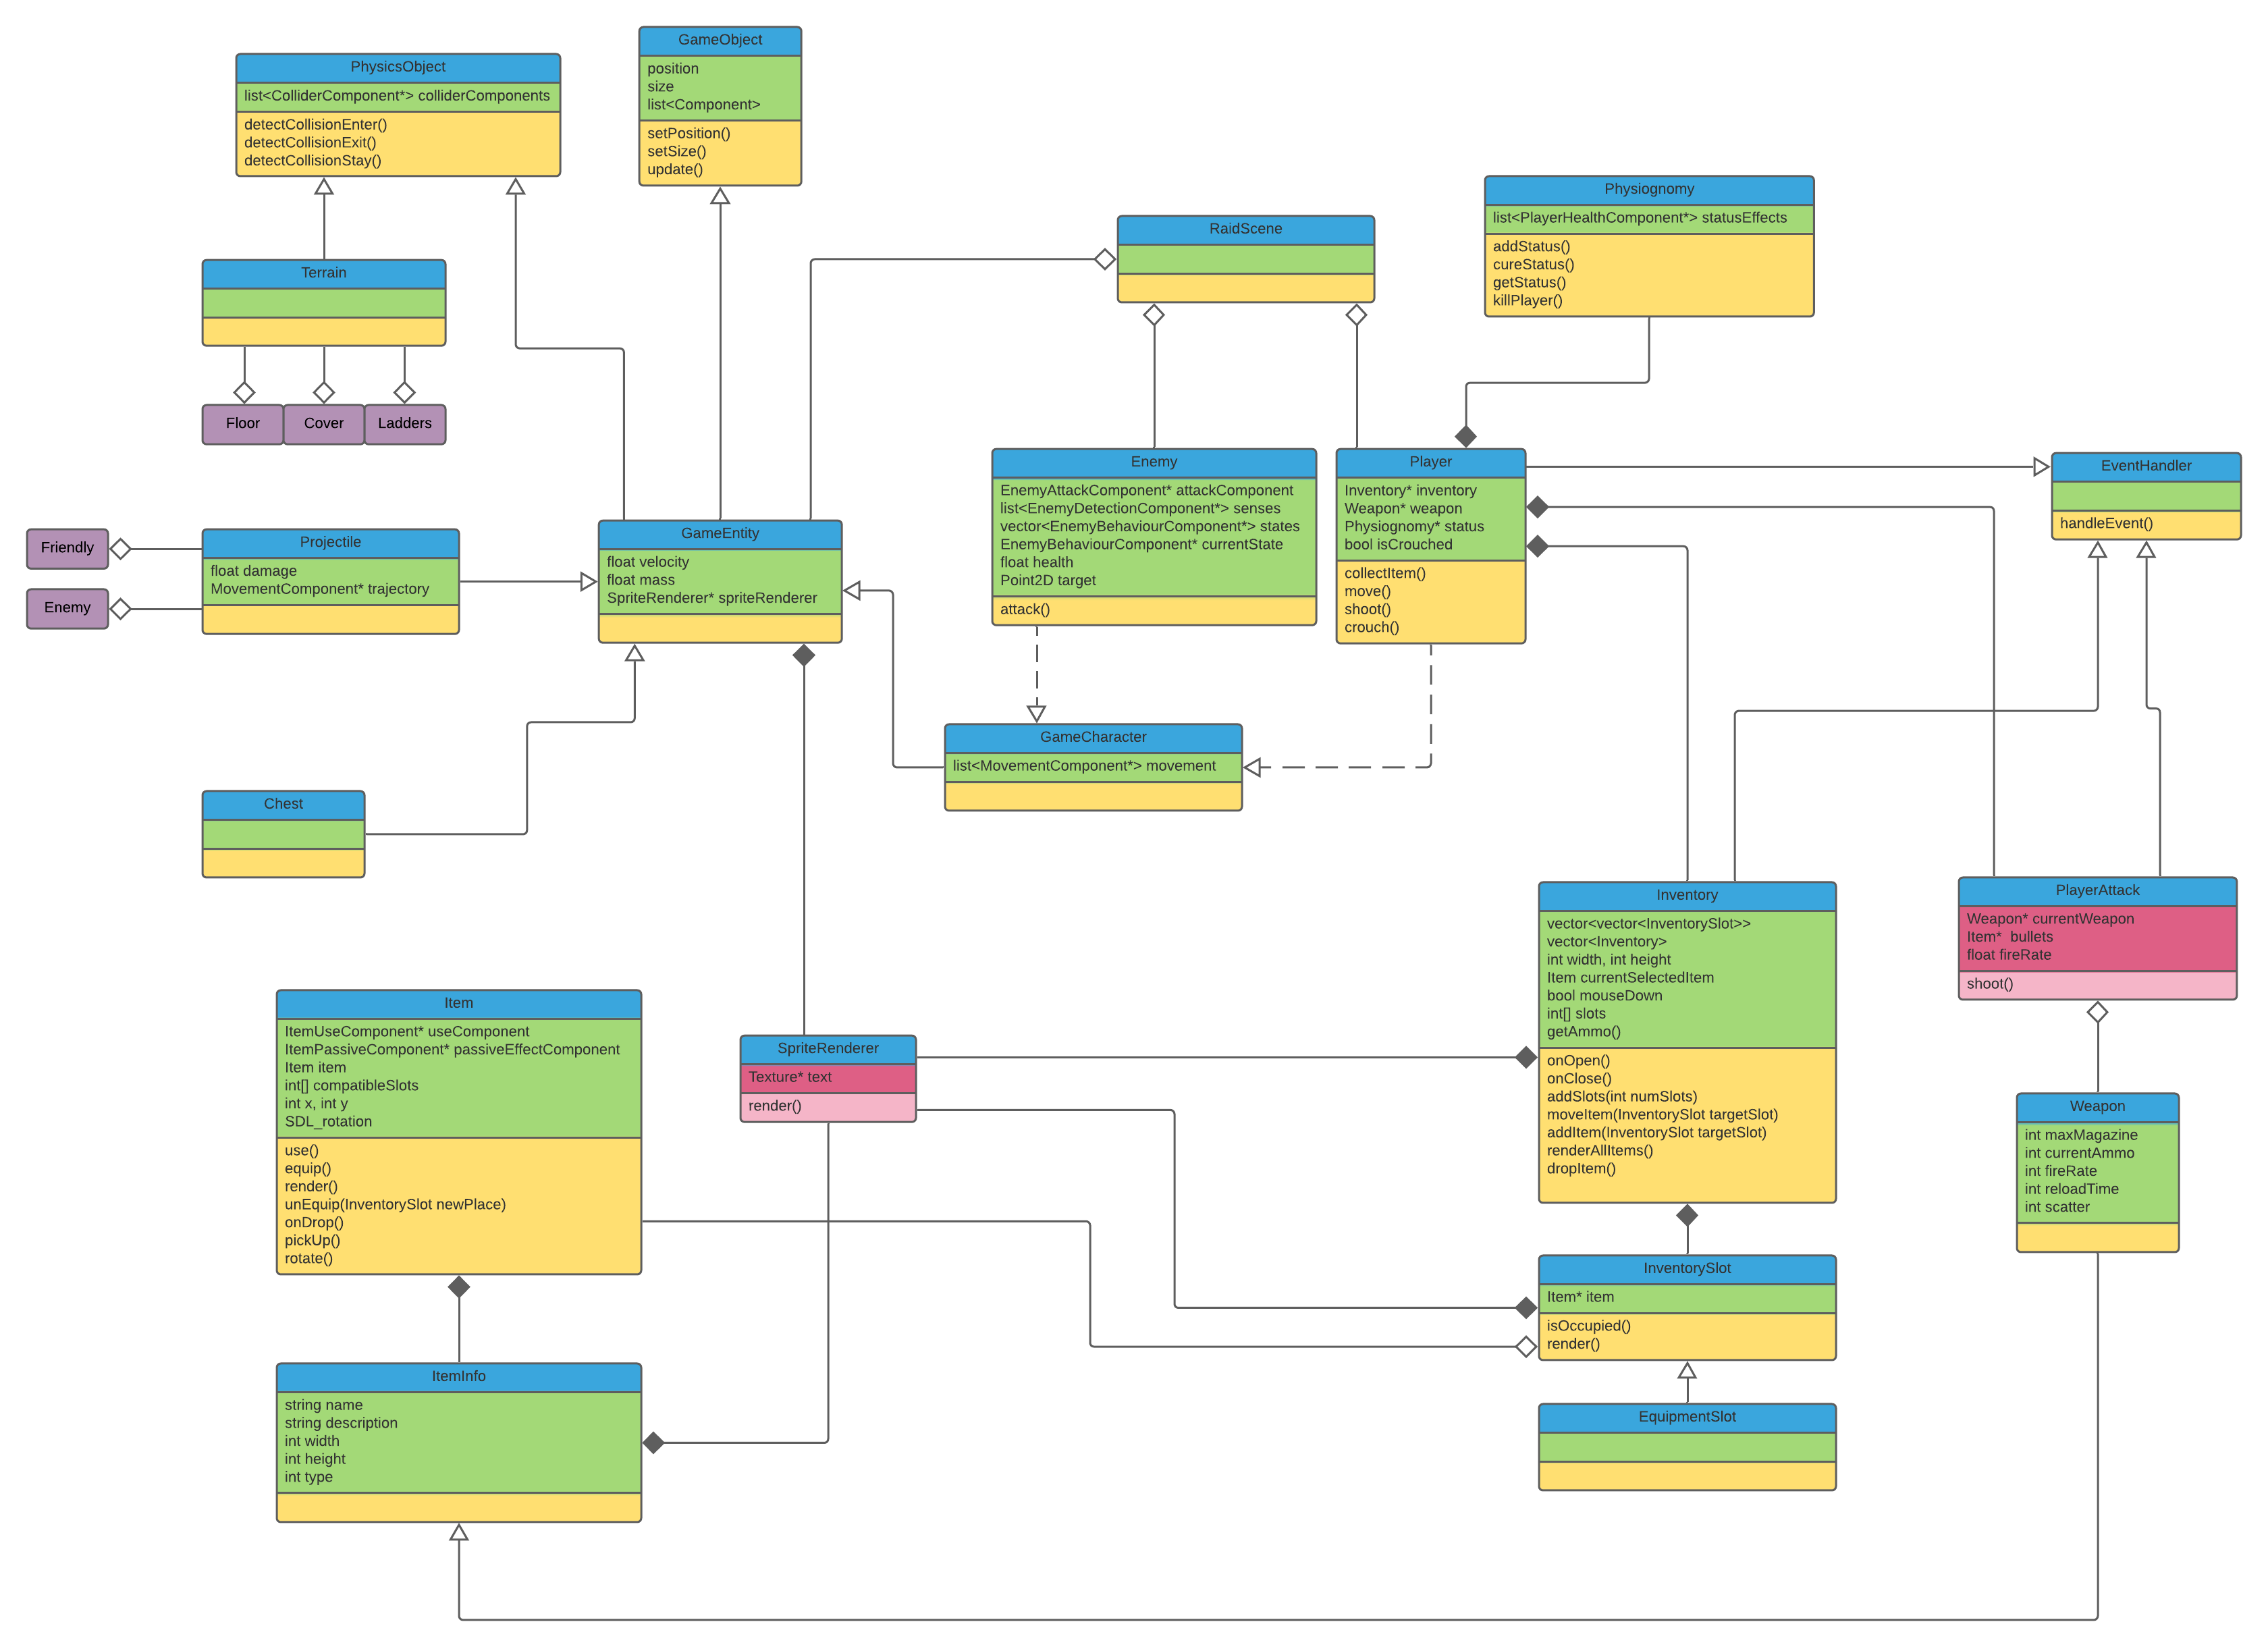 GameObject
position
size
list<Component>
setPosition()
setSize()
update()
PhysicsObject
list<ColliderComponent*> colliderComponents
detectCollisionEnter()
detectCollisionExit()
detectCollisionStay()
Physiognomy
list<PlayerHealthComponent*> statusEffects
addStatus()
cureStatus()
getStatus()
killPlayer()
RaidScene
Terrain
Floor
Cover
Ladders
Enemy
EnemyAttackComponent* attackComponent
list<EnemyDetectionComponent*> senses
vector<EnemyBehaviourComponent*> states
EnemyBehaviourComponent* currentState
float health
Point2D target
attack()
Player
Inventory* inventory
Weapon* weapon
Physiognomy* status
bool isCrouched
collectItem()
move()
shoot()
crouch()
EventHandler
handleEvent()
Friendly
Enemy
Projectile
float damage
MovementComponent* trajectory
GameEntity
float velocity
float mass
SpriteRenderer* spriteRenderer
GameCharacter
list<MovementComponent*> movement
Chest
Inventory
vector<vector<InventorySlot>>
vector<Inventory>
int width, int height
Item currentSelectedItem
bool mouseDown
int[] slots
getAmmo()
onOpen()
onClose()
addSlots(int numSlots)
moveItem(InventorySlot targetSlot)
addItem(InventorySlot targetSlot)
renderAllItems()
dropItem()
PlayerAttack
Weapon* currentWeapon
Item*  bullets
float fireRate
shoot()
Item
ItemUseComponent* useComponent
ItemPassiveComponent* passiveEffectComponent
Item item
int[] compatibleSlots
int x, int y
SDL_rotation
use()
equip()
render()
unEquip(InventorySlot newPlace)
onDrop()
pickUp()
rotate()
SpriteRenderer
Texture* text
render()
Weapon
int maxMagazine
int currentAmmo
int fireRate
int reloadTime
int scatter
InventorySlot
Item* item
isOccupied()
render()
ItemInfo
string name
string description
int width
int height
int type
EquipmentSlot